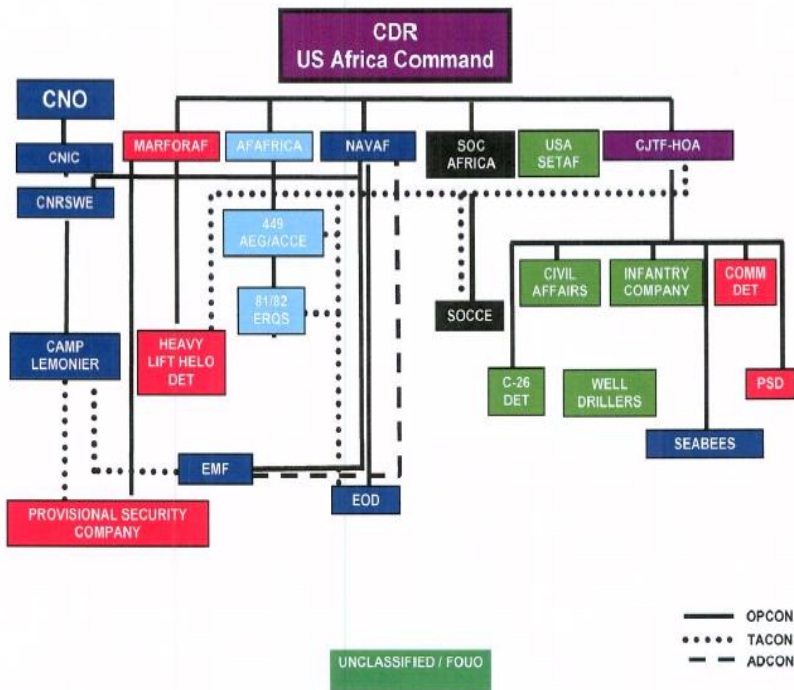 CDR
US Africa Command
CNO
CNIC
MARFORAF
AFAFRICA
NAVAF
SOC
AFRICA
USA
SETAF
CJTF-HOA
CNRSWE
449
AEG/ACCE
CIVIL
AFFAIRS
INFANTRY
COMPANY
COMM
DET
81/82
ERQS
SOCCE
CAMP
LEMONIER
HEAVY
LIFT HELO
DET
C-26
DET
WELL
DRILLERS
PSD
SEABEES
EMF
EOD
PROVISIONAL SECURITY
COMPANY
OPCON
TACON
ADCON
UNCLASSIFIED / FOUO